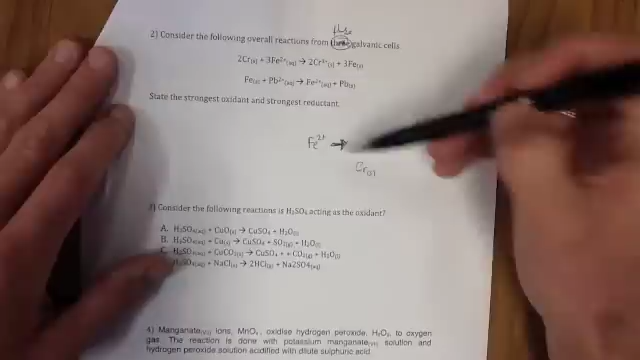 these
2) Consider the following overall reactions from three galvanic cells.
2Cr(s) + 3Fe²⁺(aq) → 2Cr³⁺(s) + 3Fe(s)
Fe(s) + Pb²⁺(aq) → Fe²⁺(aq) + Pb(s)
State the strongest oxidant and strongest reductant.
Fe²⁺ →
Cr(s)
3) Consider the following reactions is H₂SO₄ acting as the oxidant?
A. H₂SO₄(aq) + CuO(s) → CuSO₄ + H₂O(l)
B. H₂SO₄(aq) + Cu(s) → CuSO₄ + SO₂(g) + H₂O(l)
C. H₂SO₄(aq) + CuCO₃(s) → CuSO₄ + + CO₂(g) + H₂O(l)
H₂SO₄(aq) + NaCl(s) → 2HCl(g) + Na2SO4(aq)
4) Manganate(VII) ions, MnO₄⁻, oxidise hydrogen peroxide, H₂O₂, to oxygen
gas. The reaction is done with potassium manganate(VII) solution and
hydrogen peroxide solution acidified with dilute sulphuric acid.